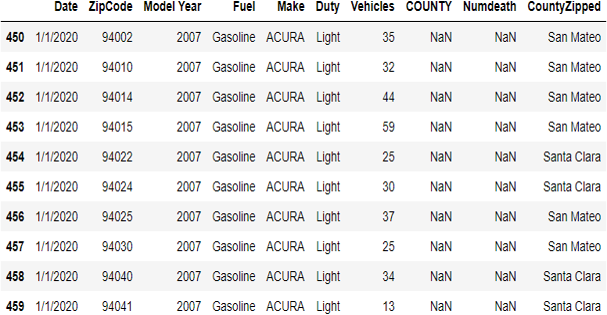 Date ZipCode Model Year Fuel Make Duty Vehicles COUNTY Numdeath CountyZipped
450 1/1/2020 94002 2007 Gasoline ACURA Light 35 NaN NaN San Mateo
451 1/1/2020 94010 2007 Gasoline ACURA Light 32 NaN NaN San Mateo
452 1/1/2020 94014 2007 Gasoline ACURA Light 44 NaN NaN San Mateo
453 1/1/2020 94015 2007 Gasoline ACURA Light 59 NaN NaN San Mateo
454 1/1/2020 94022 2007 Gasoline ACURA Light 25 NaN NaN Santa Clara
455 1/1/2020 94024 2007 Gasoline ACURA Light 30 NaN NaN Santa Clara
456 1/1/2020 94025 2007 Gasoline ACURA Light 37 NaN NaN San Mateo
457 1/1/2020 94030 2007 Gasoline ACURA Light 25 NaN NaN San Mateo
458 1/1/2020 94040 2007 Gasoline ACURA Light 34 NaN NaN Santa Clara
459 1/1/2020 94041 2007 Gasoline ACURA Light 13 NaN NaN Santa Clara